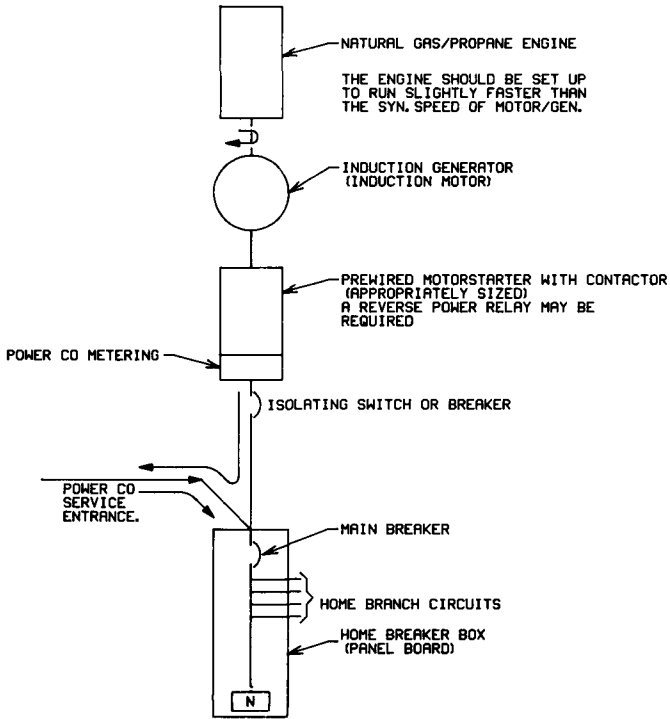 NATURAL GAS/PROPANE ENGINE
THE ENGINE SHOULD BE SET UP
TO RUN SLIGHTLY FASTER THAN
THE SYN. SPEED OF MOTOR/GEN.
INDUCTION GENERATOR
(INDUCTION MOTOR)
PREWIRED MOTORSTARTER WITH CONTACTOR
(APPROPRIATELY SIZED)
A REVERSE POWER RELAY MAY BE
REQUIRED
POWER CO METERING
ISOLATING SWITCH OR BREAKER
POWER CO
SERVICE
ENTRANCE.
MAIN BREAKER
HOME BRANCH CIRCUITS
HOME BREAKER BOX
(PANEL BOARD)
N